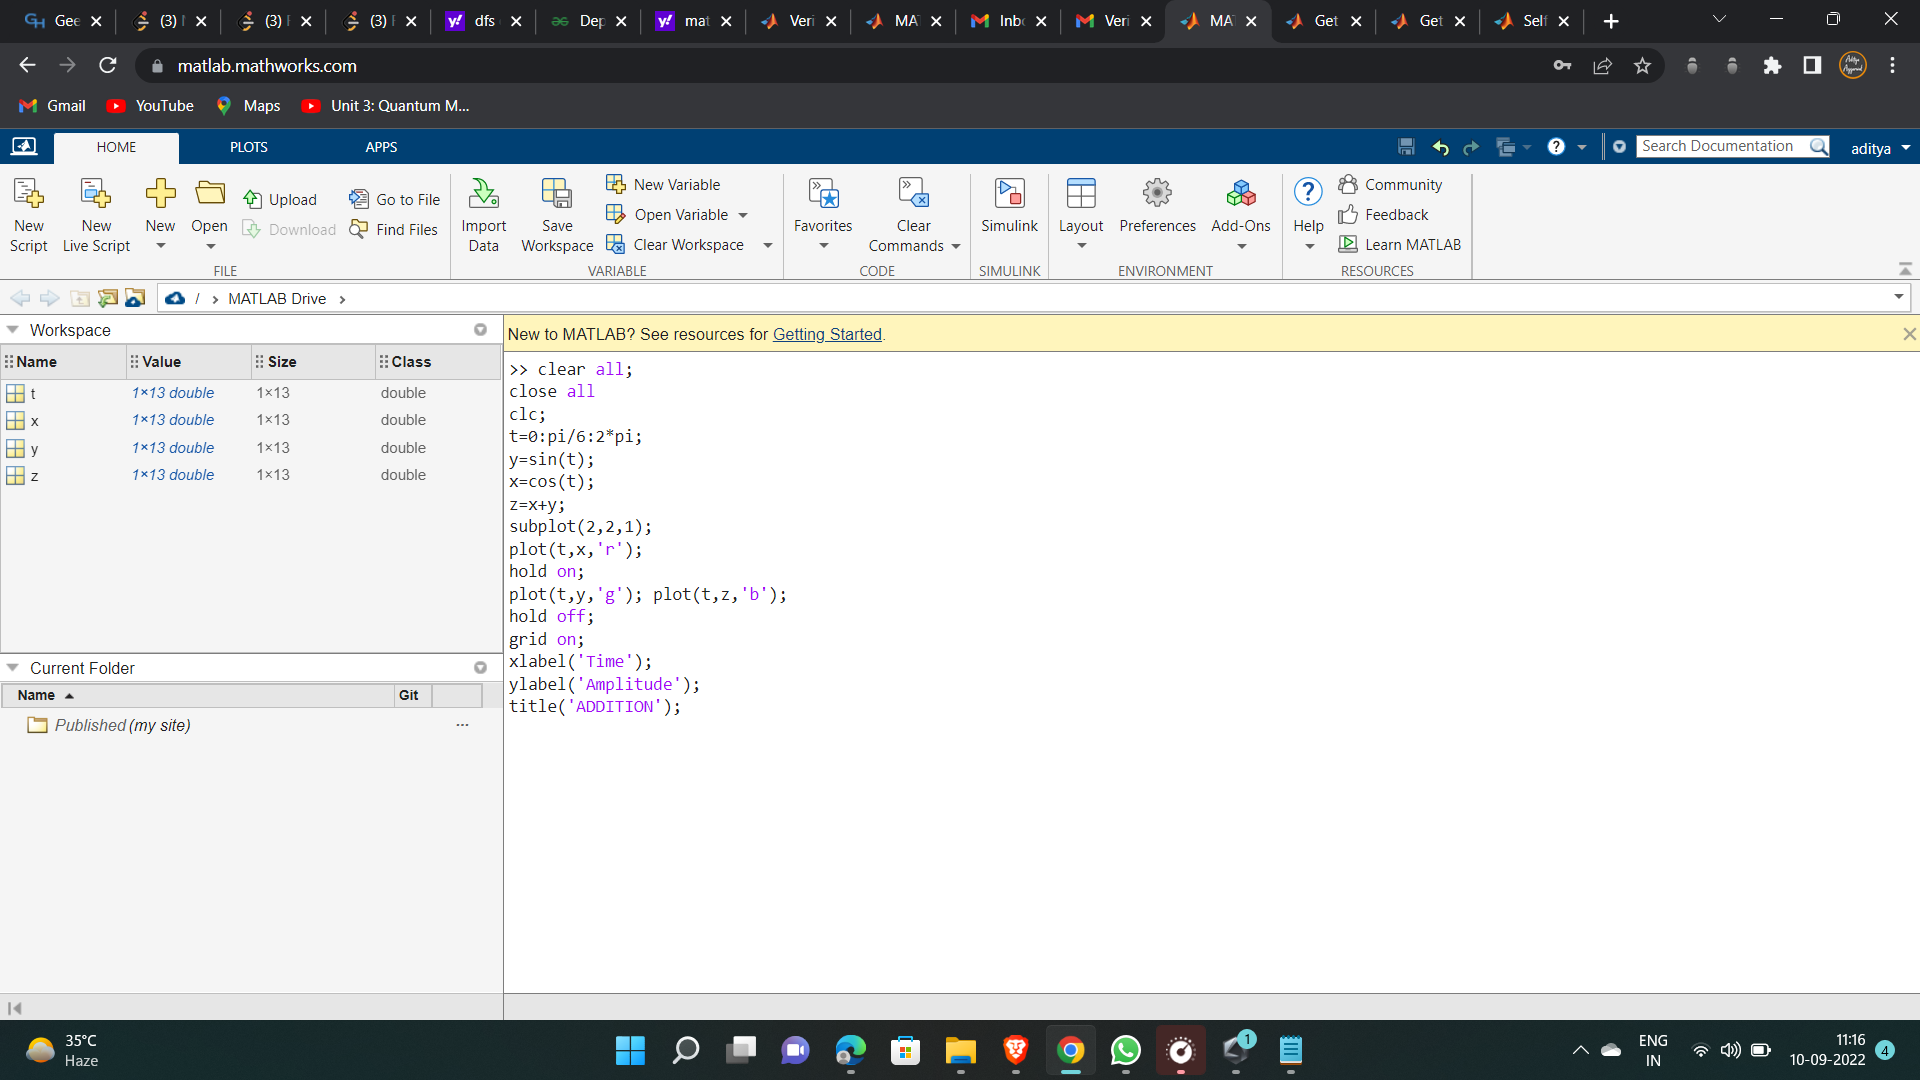 Gee
(3)
(3)
(3)
dfs
Dep
mat
Veri
MA
Inbo
Veri
MA
Get
Get
Self
matlab.mathworks.com
Gmail YouTube Maps Unit 3: Quantum M...
HOME PLOTS APPS
Search Documentation aditya
New Script
New Live Script
New
Open
Upload
Download
Go to File
Find Files
FILE
Import Data
Save Workspace
New Variable
Open Variable
Clear Workspace
VARIABLE
Favorites
Clear Commands
CODE
Simulink
SIMULINK
Layout
Preferences
Add-Ons
ENVIRONMENT
Help
Community
Feedback
Learn MATLAB
RESOURCES
/ › MATLAB Drive ›
Workspace
Name Value Size Class
t 1×13 double 1×13 double
x 1×13 double 1×13 double
y 1×13 double 1×13 double
z 1×13 double 1×13 double
Current Folder
Name Git
Published (my site) ...
New to MATLAB? See resources for Getting Started.
>> clear all;
close all
clc;
t=0:pi/6:2*pi;
y=sin(t);
x=cos(t);
z=x+y;
subplot(2,2,1);
plot(t,x,'r');
hold on;
plot(t,y,'g'); plot(t,z,'b');
hold off;
grid on;
xlabel('Time');
ylabel('Amplitude');
title('ADDITION');
35°C
Haze
1
ENG
IN
11:16
10-09-2022
4